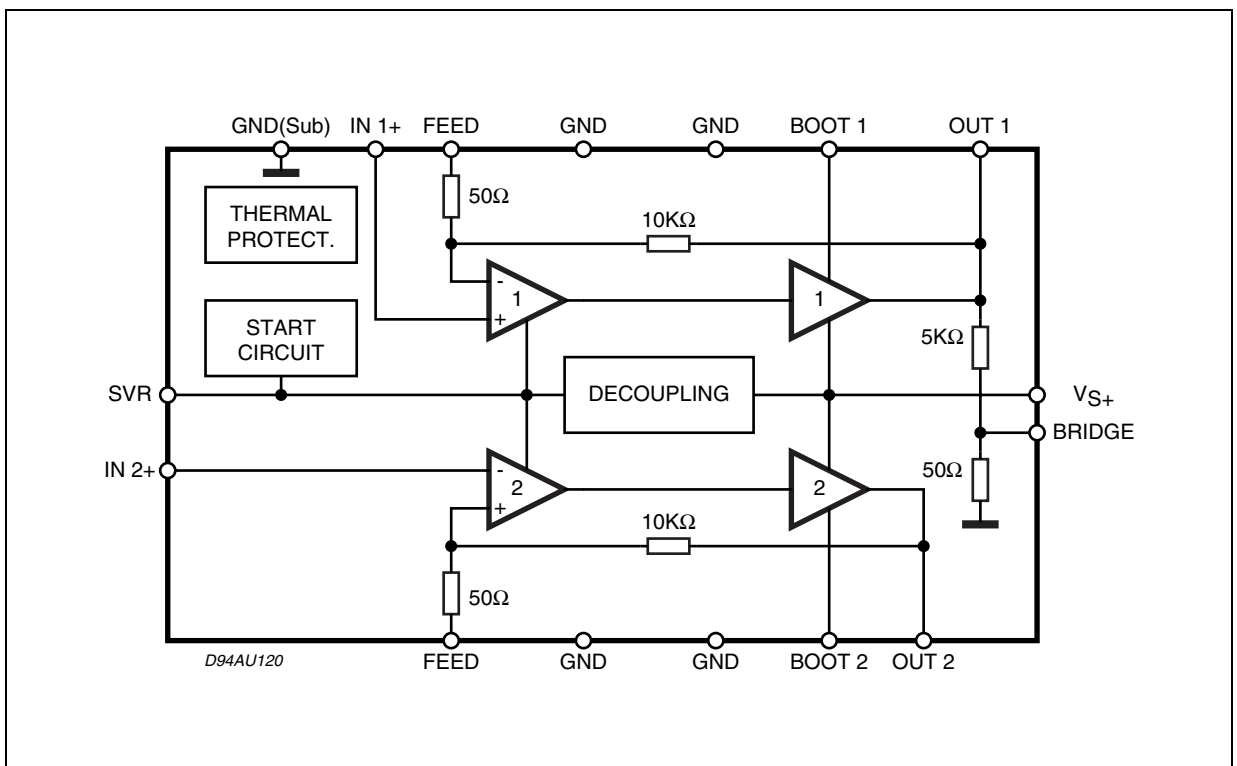 GND(Sub) IN 1+ FEED GND GND BOOT 1 OUT 1
50Ω
10KΩ
THERMAL
PROTECT.
-
1
+
1
START
CIRCUIT
5KΩ
SVR
DECOUPLING
VS+
BRIDGE
IN 2+
-
2
+
2
50Ω
10KΩ
50Ω
D94AU120
FEED GND GND BOOT 2 OUT 2